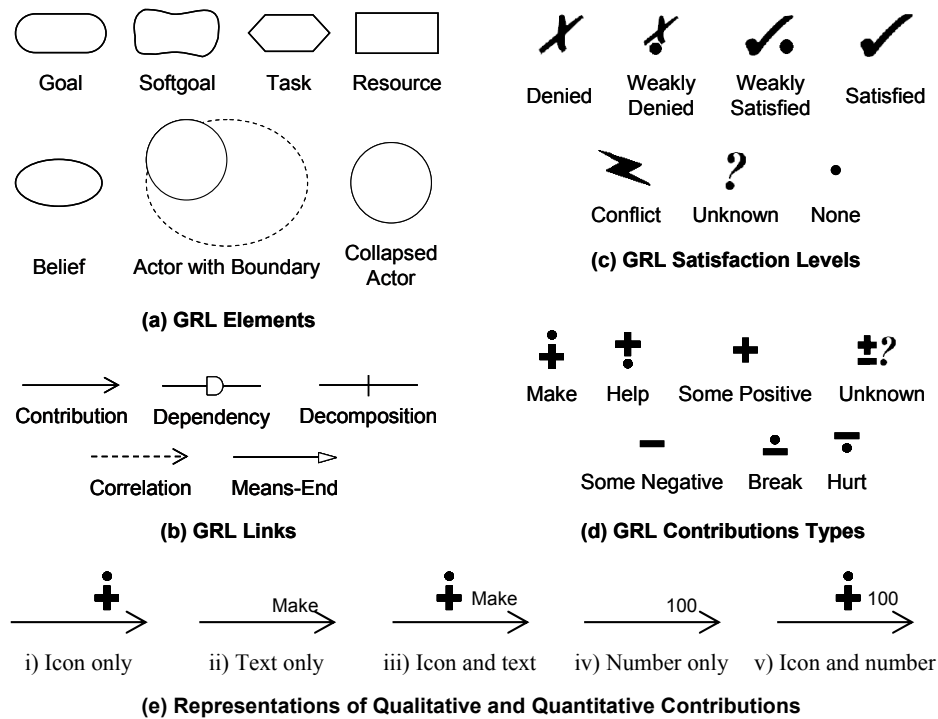 Goal Softgoal Task Resource
Belief Actor with Boundary Collapsed
Actor
(a) GRL Elements
Contribution Dependency Decomposition
Correlation Means-End
(b) GRL Links
Denied Weakly
Denied Weakly
Satisfied Satisfied
?
Conflict Unknown None
(c) GRL Satisfaction Levels
?
Make Help Some Positive Unknown
Some Negative Break Hurt
(d) GRL Contributions Types
Make Make 100 100
i) Icon only ii) Text only iii) Icon and text iv) Number only v) Icon and number
(e) Representations of Qualitative and Quantitative Contributions